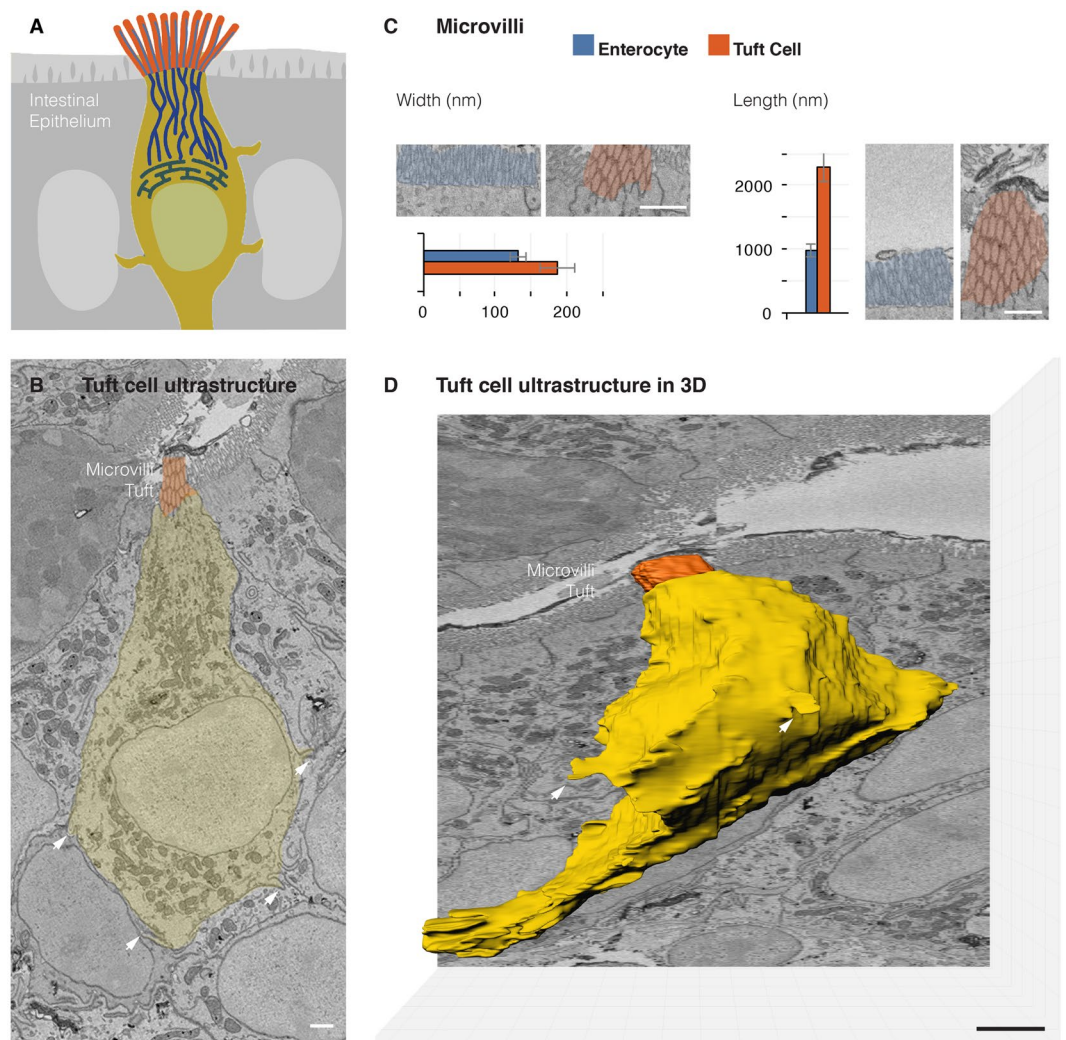 A
Intestinal
Epithelium
C Microvilli
Enterocyte Tuft Cell
Width (nm)
Length (nm)
0 100 200
2000
1000
0
B Tuft cell ultrastructure
Microvilli
Tuft
D Tuft cell ultrastructure in 3D
Microvilli
Tuft